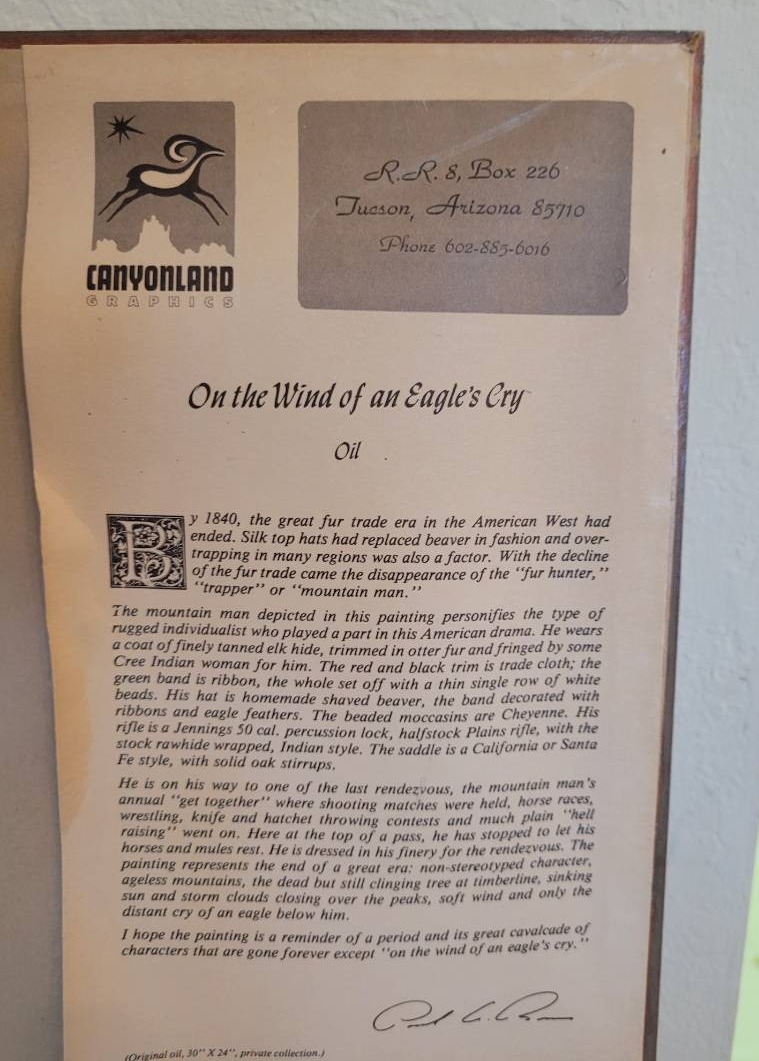 R.R. 8, Box 226
Tucson, Arizona 85710
Phone 602-885-6016
CANYONLAND
GRAPHICS
On the Wind of an Eagle's Cry
Oil
By 1840, the great fur trade era in the American West had
ended. Silk top hats had replaced beaver in fashion and over-
trapping in many regions was also a factor. With the decline
of the fur trade came the disappearance of the "fur hunter,"
"trapper" or "mountain man."
The mountain man depicted in this painting personifies the type of
rugged individualist who played a part in this American drama. He wears
a coat of finely tanned elk hide, trimmed in otter fur and fringed by some
Cree Indian woman for him. The red and black trim is trade cloth; the
green band is ribbon, the whole set off with a thin single row of white
beads. His hat is homemade shaved beaver, the band decorated with
ribbons and eagle feathers. The beaded moccasins are Cheyenne. His
rifle is a Jennings 50 cal. percussion lock, halfstock Plains rifle, with the
stock rawhide wrapped, Indian style. The saddle is a California or Santa
Fe style, with solid oak stirrups.
He is on his way to one of the last rendezvous, the mountain man's
annual "get together" where shooting matches were held, horse races,
wrestling, knife and hatchet throwing contests and much plain "hell
raising" went on. Here at the top of a pass, he has stopped to let his
horses and mules rest. He is dressed in his finery for the rendezvous. The
painting represents the end of a great era: non-stereotyped character,
ageless mountains, the dead but still clinging tree at timberline, sinking
sun and storm clouds closing over the peaks, soft wind and only the
distant cry of an eagle below him.
I hope the painting is a reminder of a period and its great cavalcade of
characters that are gone forever except "on the wind of an eagle's cry."
(Original oil, 30" X 24", private collection.)